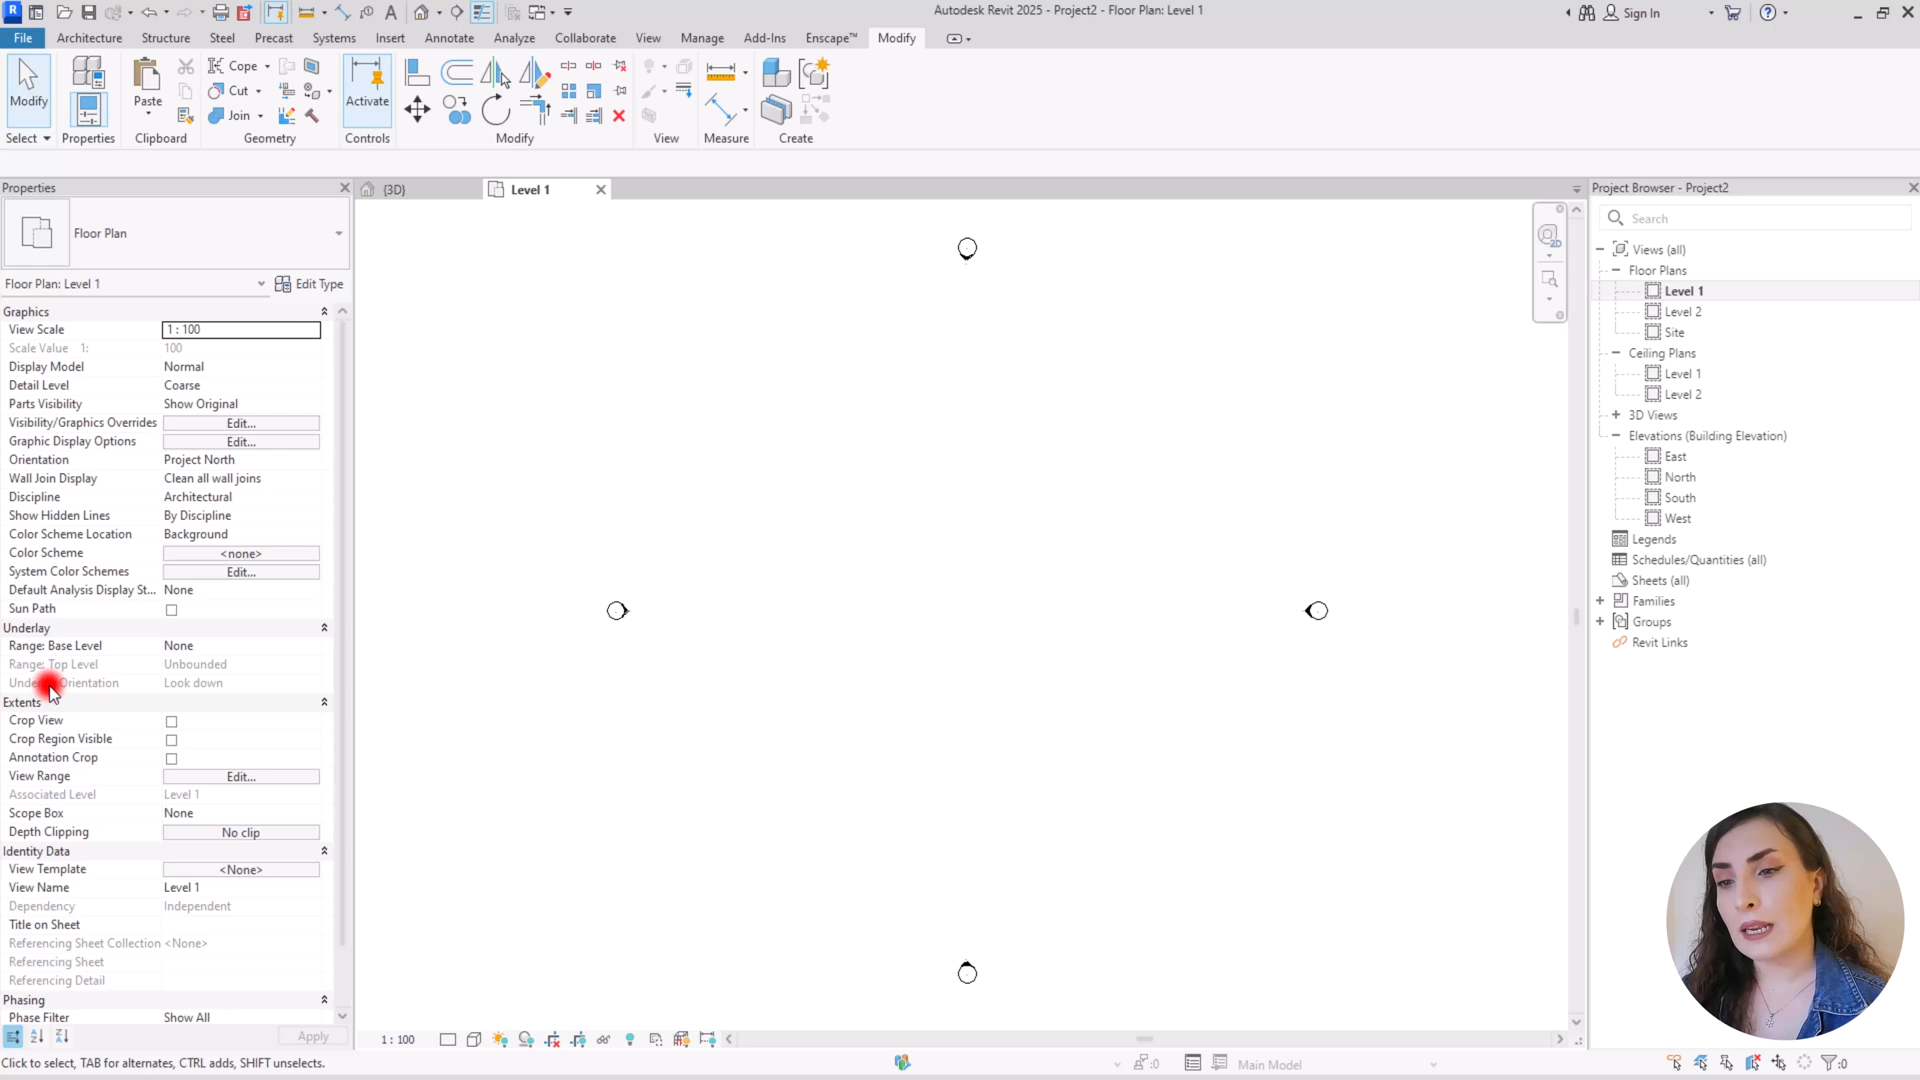 Autodesk Revit 2025 - Project2 - Floor Plan: Level 1
Sign In
File Architecture Structure Steel Precast Systems Insert Annotate Analyze Collaborate View Manage Add-Ins Enscape™ Modify
Modify
Paste
Cope
Cut
Join
Activate
Select Properties Clipboard Geometry Controls Modify View Measure Create
Properties
Floor Plan
Floor Plan: Level 1
Edit Type
Graphics
View Scale 1 : 100
Scale Value 1: 100
Display Model Normal
Detail Level Coarse
Parts Visibility Show Original
Visibility/Graphics Overrides Edit...
Graphic Display Options Edit...
Orientation Project North
Wall Join Display Clean all wall joins
Discipline Architectural
Show Hidden Lines By Discipline
Color Scheme Location Background
Color Scheme <none>
System Color Schemes Edit...
Default Analysis Display St... None
Sun Path
Underlay
Range: Base Level None
Range: Top Level Unbounded
Orientation Look down
Extents
Crop View
Crop Region Visible
Annotation Crop
View Range Edit...
Associated Level Level 1
Scope Box None
Depth Clipping No clip
Identity Data
View Template <None>
View Name Level 1
Dependency Independent
Title on Sheet
Referencing Sheet Collection <None>
Referencing Sheet
Referencing Detail
Phasing
Phase Filter Show All
Apply
{3D}
Level 1
2D
1 : 100
Project Browser - Project2
Search
Views (all)
Floor Plans
Level 1
Level 2
Site
Ceiling Plans
Level 1
Level 2
3D Views
Elevations (Building Elevation)
East
North
South
West
Legends
Schedules/Quantities (all)
Sheets (all)
Families
Groups
Revit Links
Click to select, TAB for alternates, CTRL adds, SHIFT unselects.
:0
Main Model
:0